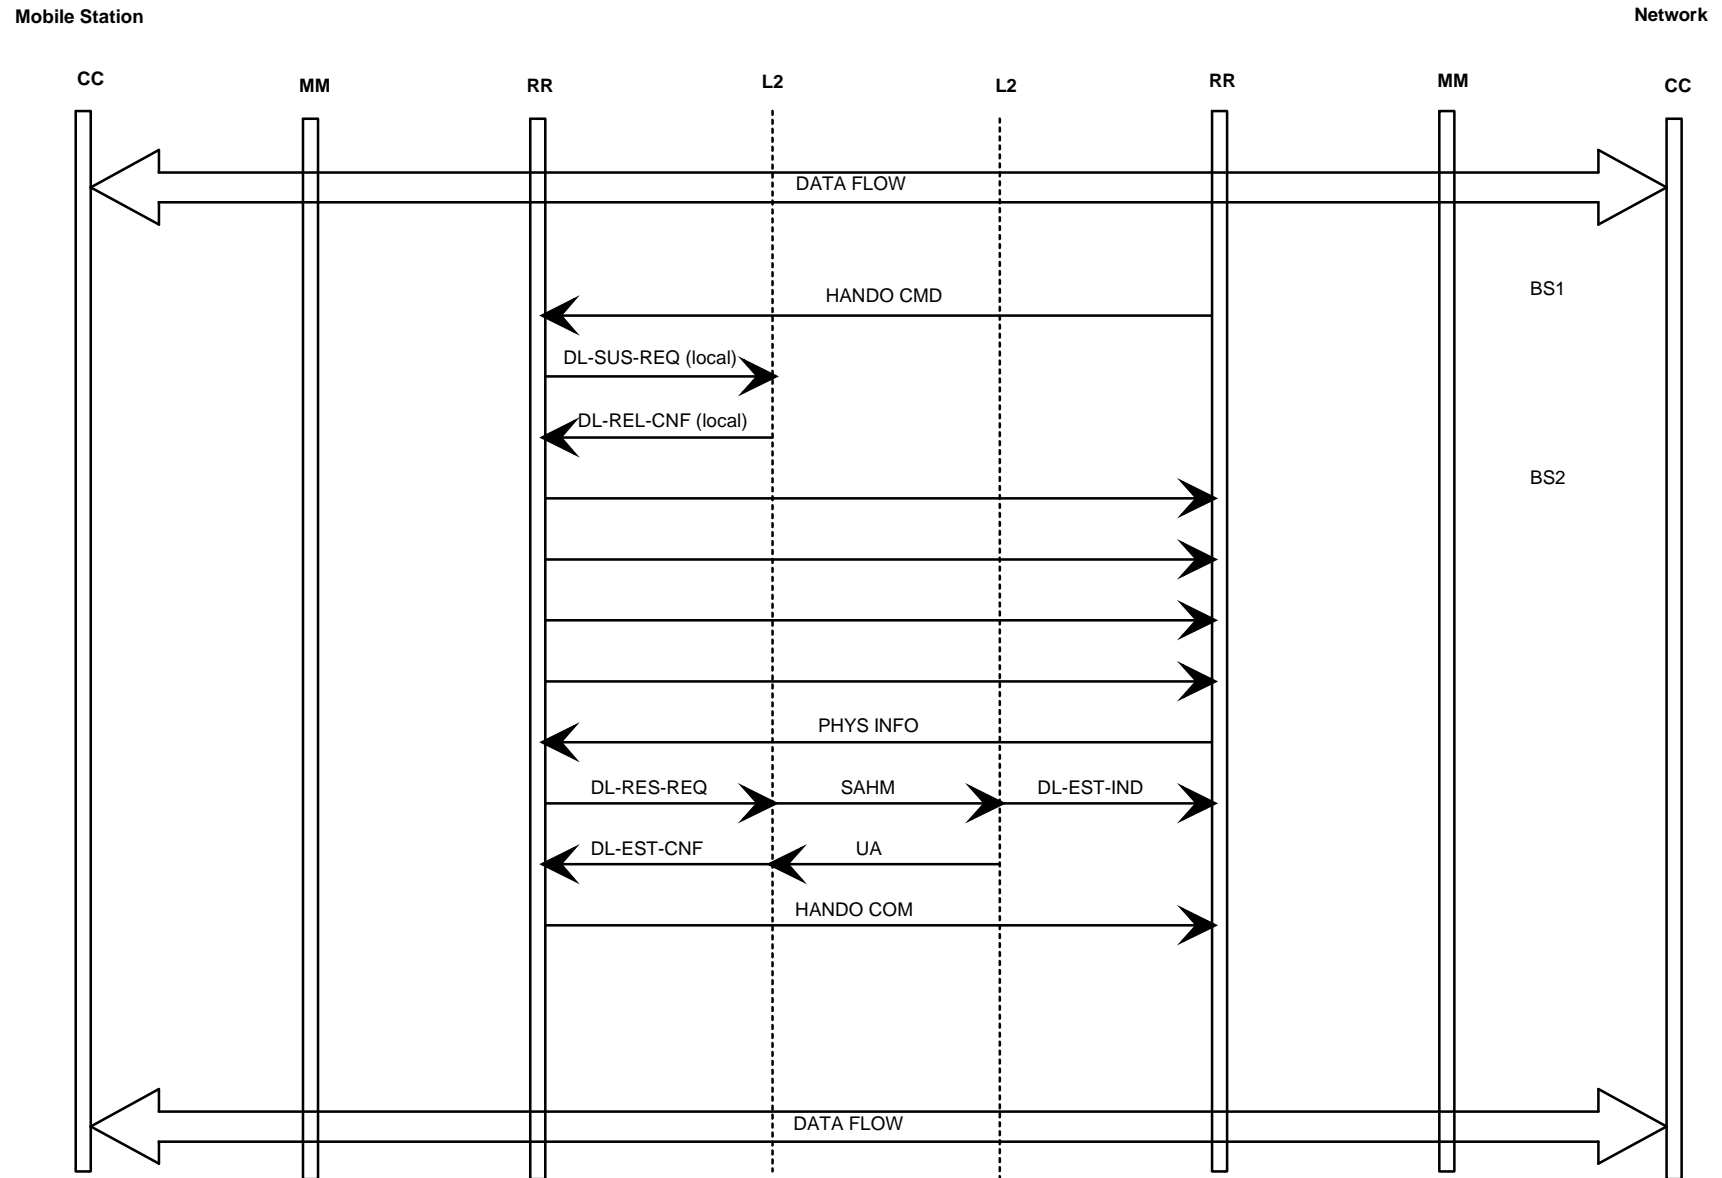 Mobile Station
Network
CC
MM
RR
L2
L2
RR
MM
CC
DATA FLOW
BS1
HANDO CMD
DL-SUS-REQ (local)
DL-REL-CNF (local)
BS2
PHYS INFO
DL-RES-REQ
SAHM
DL-EST-IND
DL-EST-CNF
UA
HANDO COM
DATA FLOW